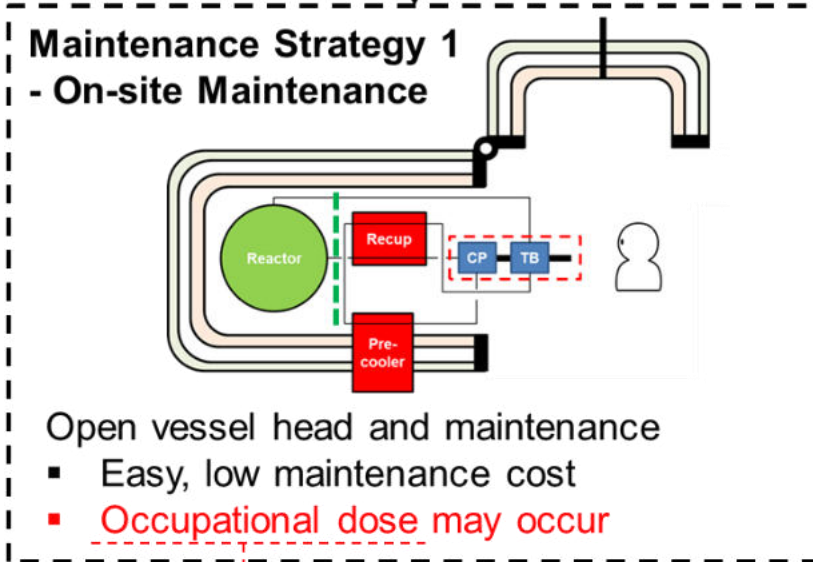 Maintenance Strategy 1
- On-site Maintenance
Reactor
Recup
CP
TB
Pre-
cooler
Open vessel head and maintenance
▪ Easy, low maintenance cost
▪ Occupational dose may occur